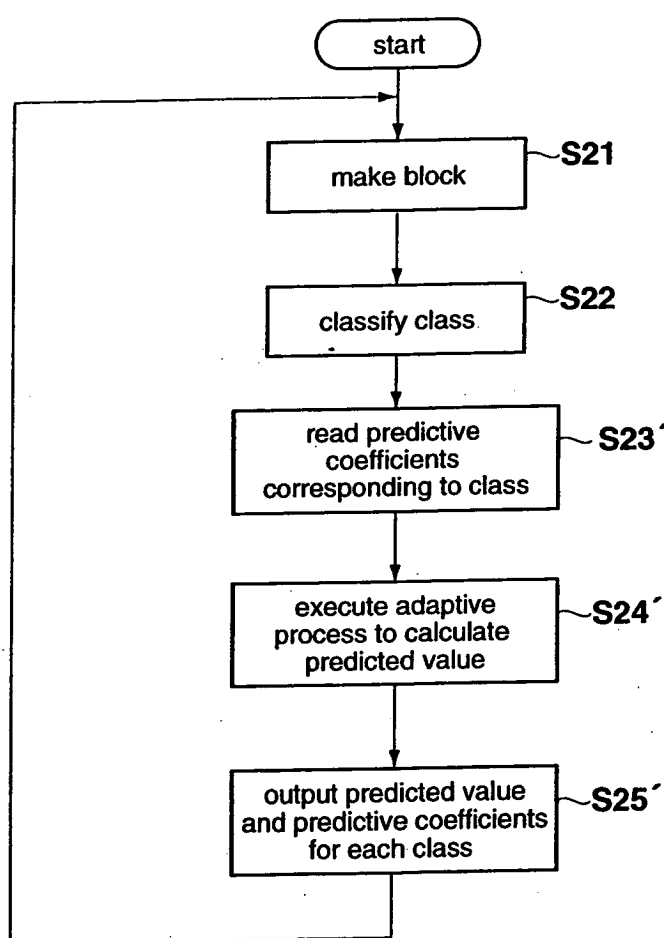 start
make block
S21
classify class
S22
read predictive
coefficients
corresponding to class
S23´
execute adaptive
process to calculate
predicted value
S24´
output predicted value
and predictive coefficients
for each class
S25´